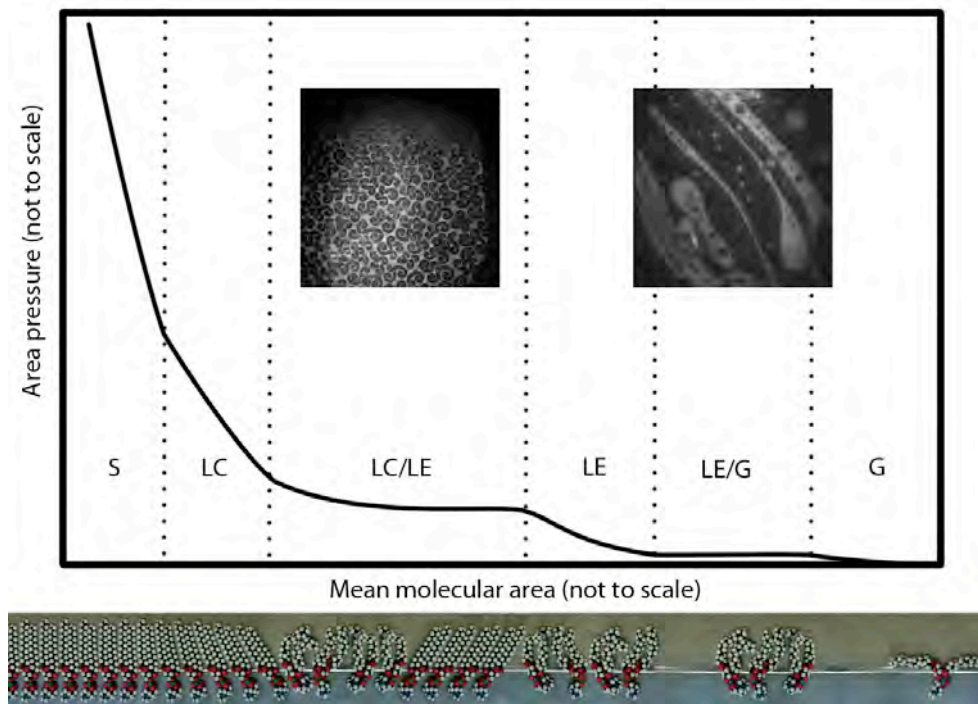 Area pressure (not to scale)
S
LC
LC/LE
LE
LE/G
G
Mean molecular area (not to scale)